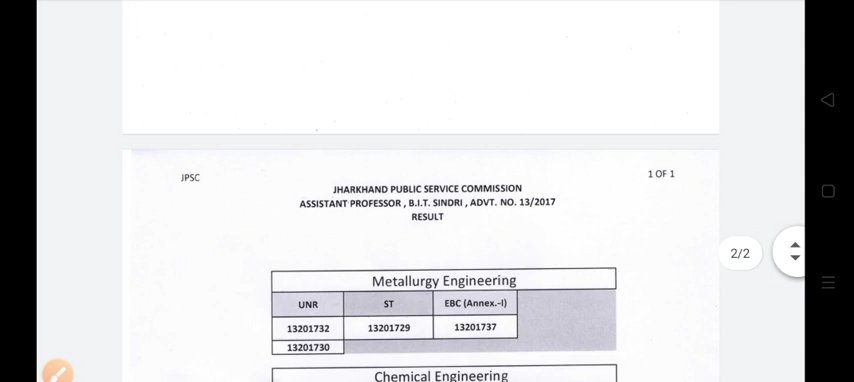 JPSC
1 OF 1
JHARKHAND PUBLIC SERVICE COMMISSION
ASSISTANT PROFESSOR , B.I.T. SINDRI , ADVT. NO. 13/2017
RESULT
2/2
Metallurgy Engineering
UNR ST EBC (Annex.-I)
13201732 13201729 13201737
13201730
Chemical Engineering